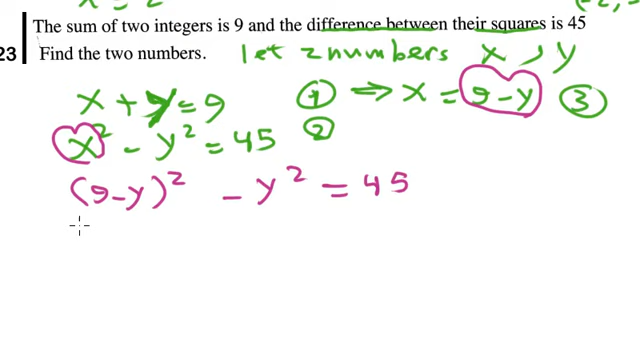 The sum of two integers is 9 and the difference between their squares is 45
23 Find the two numbers. let 2 numbers x, y
x + y = 9 ① ⟹ x = 9 - y ③
x² - y² = 45 ②
(9-y)² - y² = 45